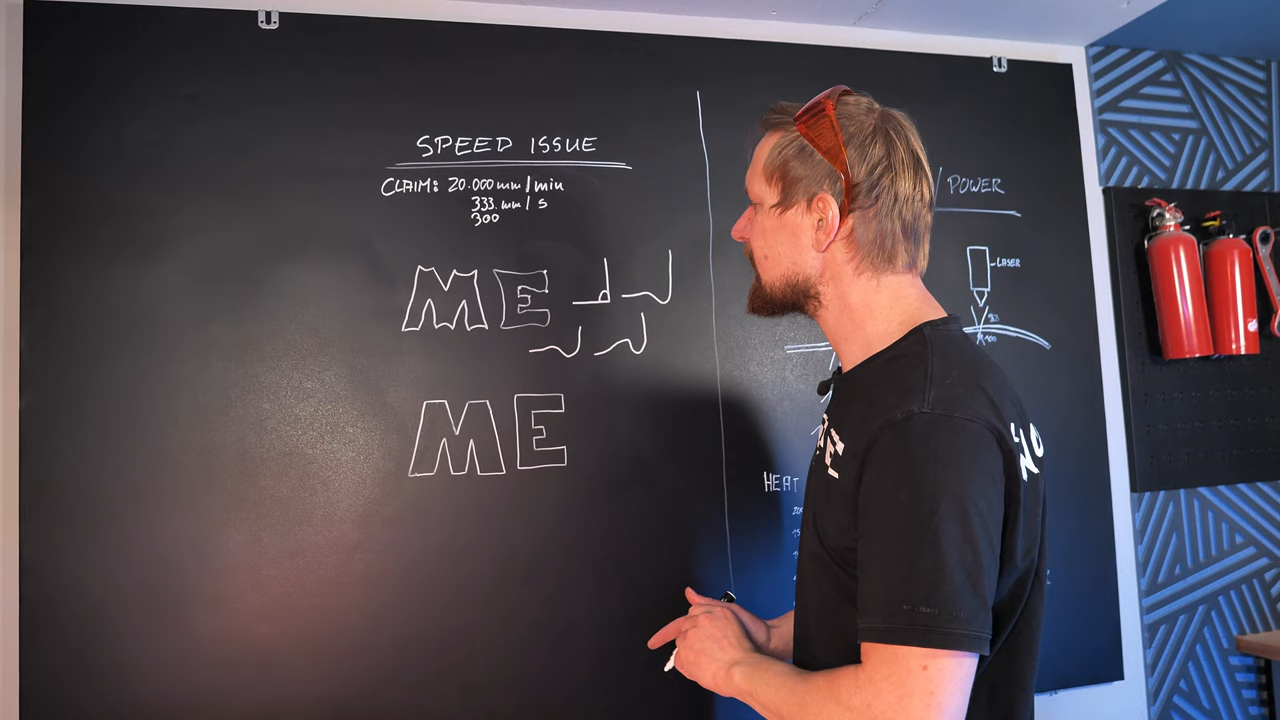 SPEED ISSUE
CLAIM: 20.000 mm/min
333. mm/s
300
ME
ME
/ POWER
LASER
HEAT